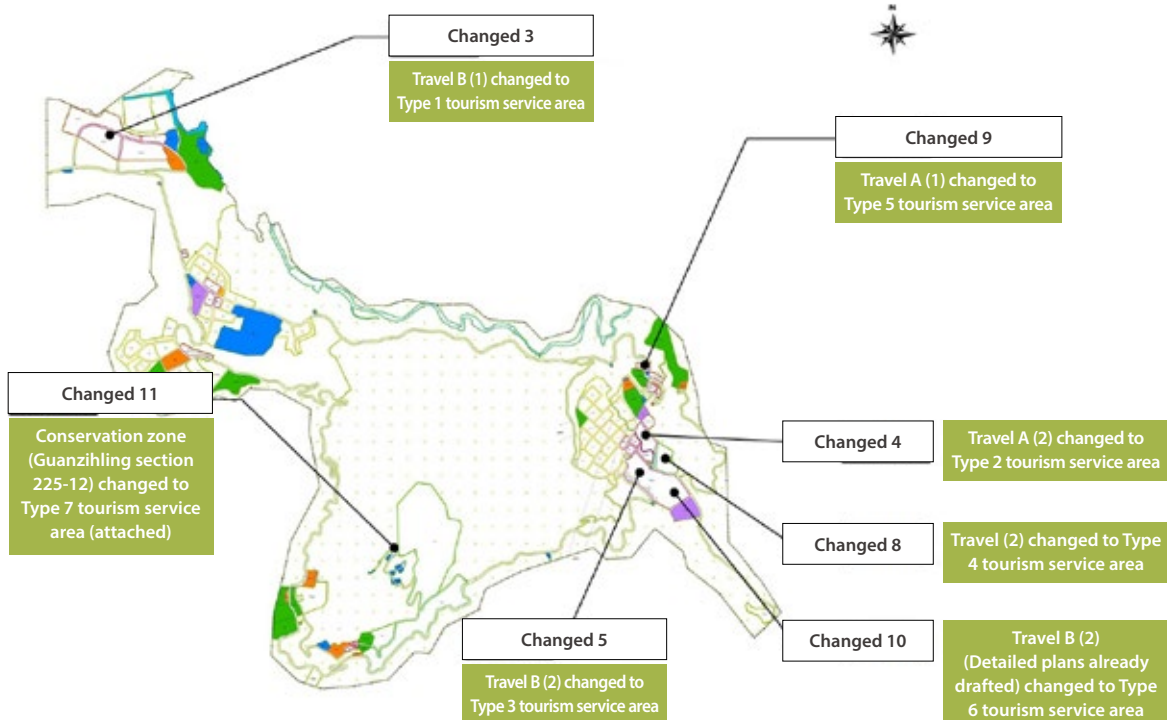 Changed 3
Travel B (1) changed to
Type 1 tourism service area
Changed 9
Travel A (1) changed to
Type 5 tourism service area
Changed 11
Conservation zone
(Guanzihling section
225-12) changed to
Type 7 tourism service
area (attached)
Changed 4
Travel A (2) changed to
Type 2 tourism service area
Changed 8
Travel (2) changed to Type
4 tourism service area
Changed 5
Travel B (2) changed to
Type 3 tourism service area
Changed 10
Travel B (2)
(Detailed plans already
drafted) changed to Type
6 tourism service area